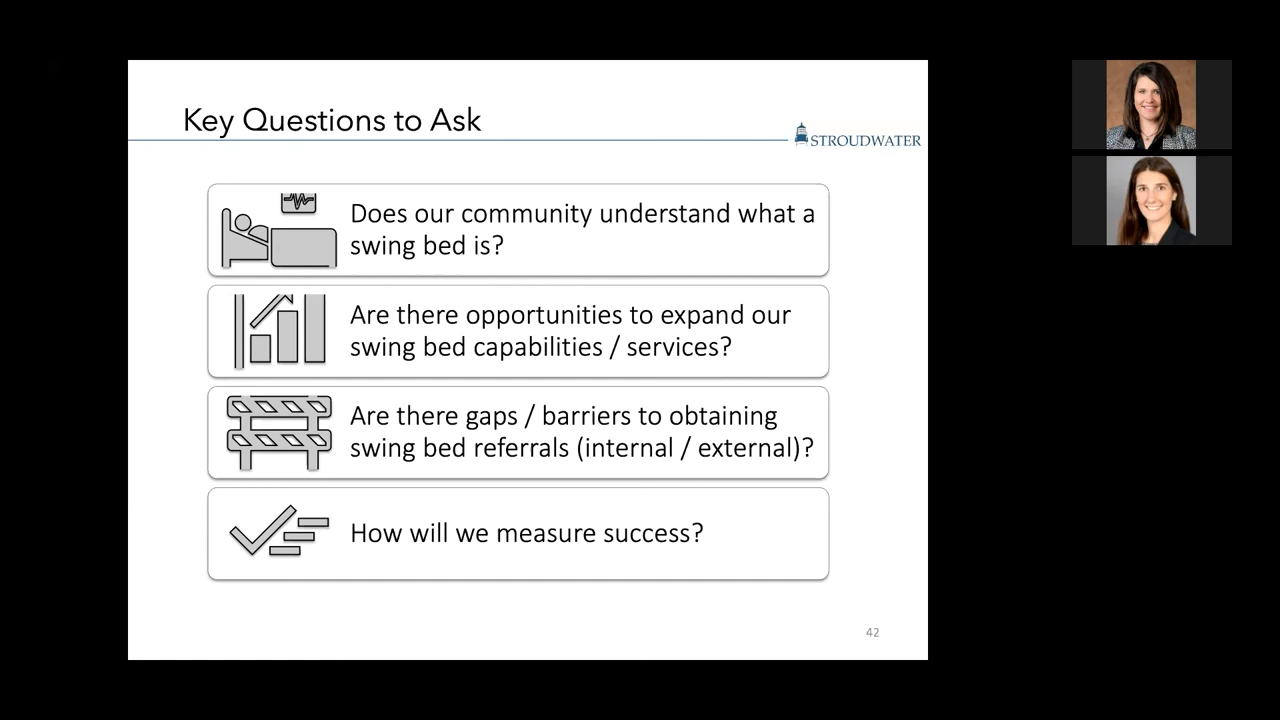 Key Questions to Ask
STROUDWATER
Does our community understand what a
swing bed is?
Are there opportunities to expand our
swing bed capabilities / services?
Are there gaps / barriers to obtaining
swing bed referrals (internal / external)?
How will we measure success?
42